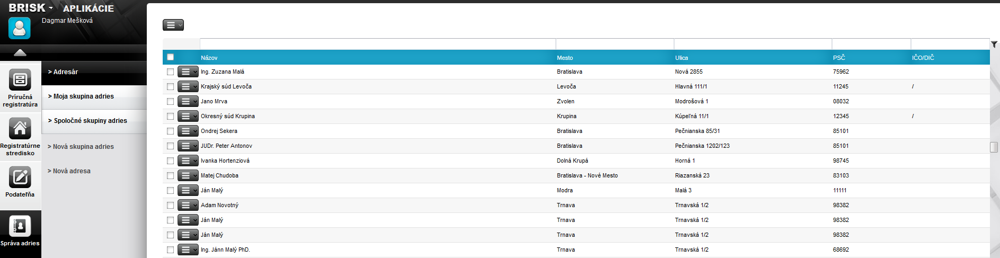 BRISK APLIKÁCIE
Dagmar Mešková
Príručná
registratúra
Registratúrne
stredisko
Podateľňa
Správa adries
> Adresár
> Moja skupina adries
> Spoločné skupiny adries
> Nová skupina adries
> Nová adresa
Názov Mesto Ulica PSČ IČO/DIČ
Ing. Zuzana Malá Bratislava Nová 2855 75962
Krajský súd Levoča Levoča Hlavná 111/1 11245 /
Jano Mrva Zvolen Modrošová 1 08032
Okresný súd Krupina Krupina Kúpeľná 11/1 12345 /
Ondrej Sekera Bratislava Pečnianska 85/31 85101
JUDr. Peter Antonov Bratislava Pečnianska 1202/123 85101
Ivanka Hortenziová Dolná Krupá Horná 1 98745
Matej Chudoba Bratislava - Nové Mesto Riazanská 23 83103
Ján Malý Modra Malá 3 11111
Adam Novotný Trnava Trnavská 1/2 98382
Ján Malý Trnava Trnavská 1/2 98382
Ján Malý Trnava Trnavská 1/2 98382
Ing. Jánn Malý PhD. Trnava Trnavská 1/2 68692